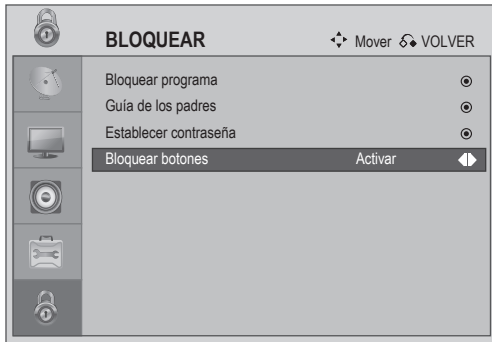 BLOQUEAR Mover VOLVER
Bloquear programa
Guía de los padres
Establecer contraseña
Bloquear botones Activar